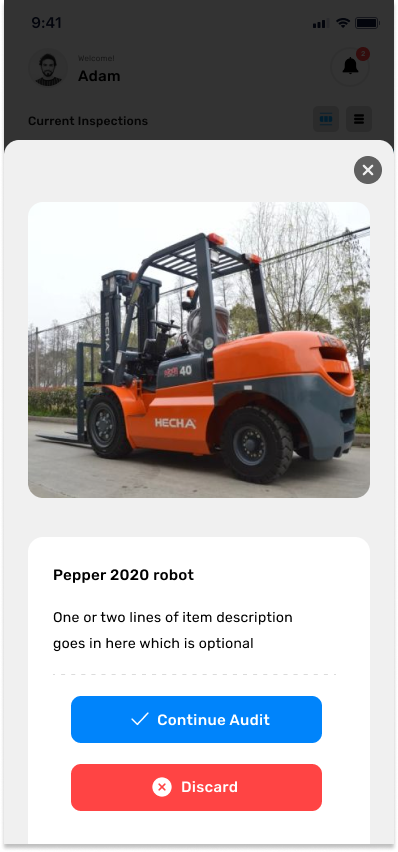 9:41
Welcome!
Adam
2
Current Inspections
HECHA
40
HECHA
Pepper 2020 robot
One or two lines of item description
goes in here which is optional
Continue Audit
Discard